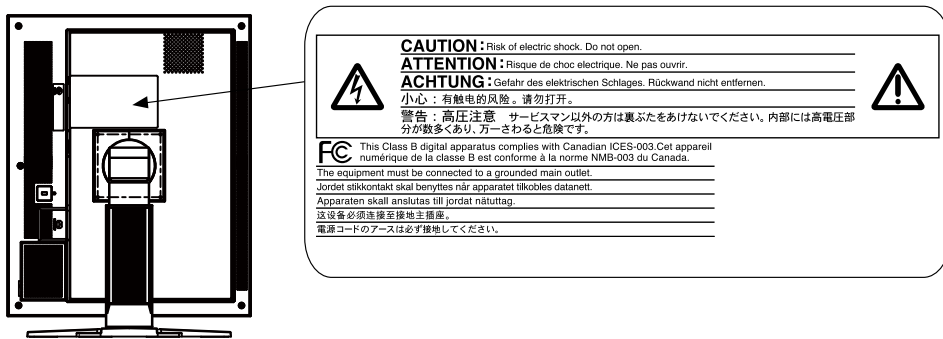 CAUTION : Risk of electric shock. Do not open.
ATTENTION : Risque de choc electrique. Ne pas ouvrir.
ACHTUNG : Gefahr des elektrischen Schlages. Rückwand nicht entfernen.
小心 : 有触电的风险。请勿打开。
警告 : 高圧注意 サービスマン以外の方は裏ぶたをあけないでください。内部には高電圧部
分が数多くあり、万一さわると危険です。
FC This Class B digital apparatus complies with Canadian ICES-003.Cet appareil
numérique de la classe B est conforme à la norme NMB-003 du Canada.
The equipment must be connected to a grounded main outlet.
Jordet stikkontakt skal benyttes når apparatet tilkobles datanett.
Apparaten skall anslutas till jordat nätuttag.
这设备必须连接至接地主插座。
電源コードのアースは必ず接地してください。